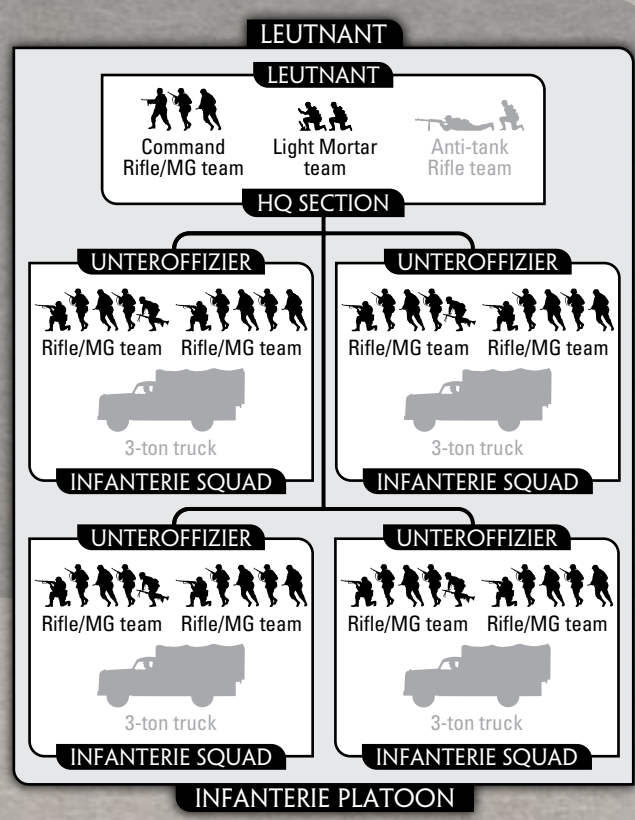 LEUTNANT
LEUTNANT
Command
Rifle/MG team
Light Mortar
team
Anti-tank
Rifle team
HQ SECTION
UNTEROFFIZIER
Rifle/MG team Rifle/MG team
3-ton truck
INFANTERIE SQUAD
UNTEROFFIZIER
Rifle/MG team Rifle/MG team
3-ton truck
INFANTERIE SQUAD
UNTEROFFIZIER
Rifle/MG team Rifle/MG team
3-ton truck
INFANTERIE SQUAD
UNTEROFFIZIER
Rifle/MG team Rifle/MG team
3-ton truck
INFANTERIE SQUAD
INFANTERIE PLATOON